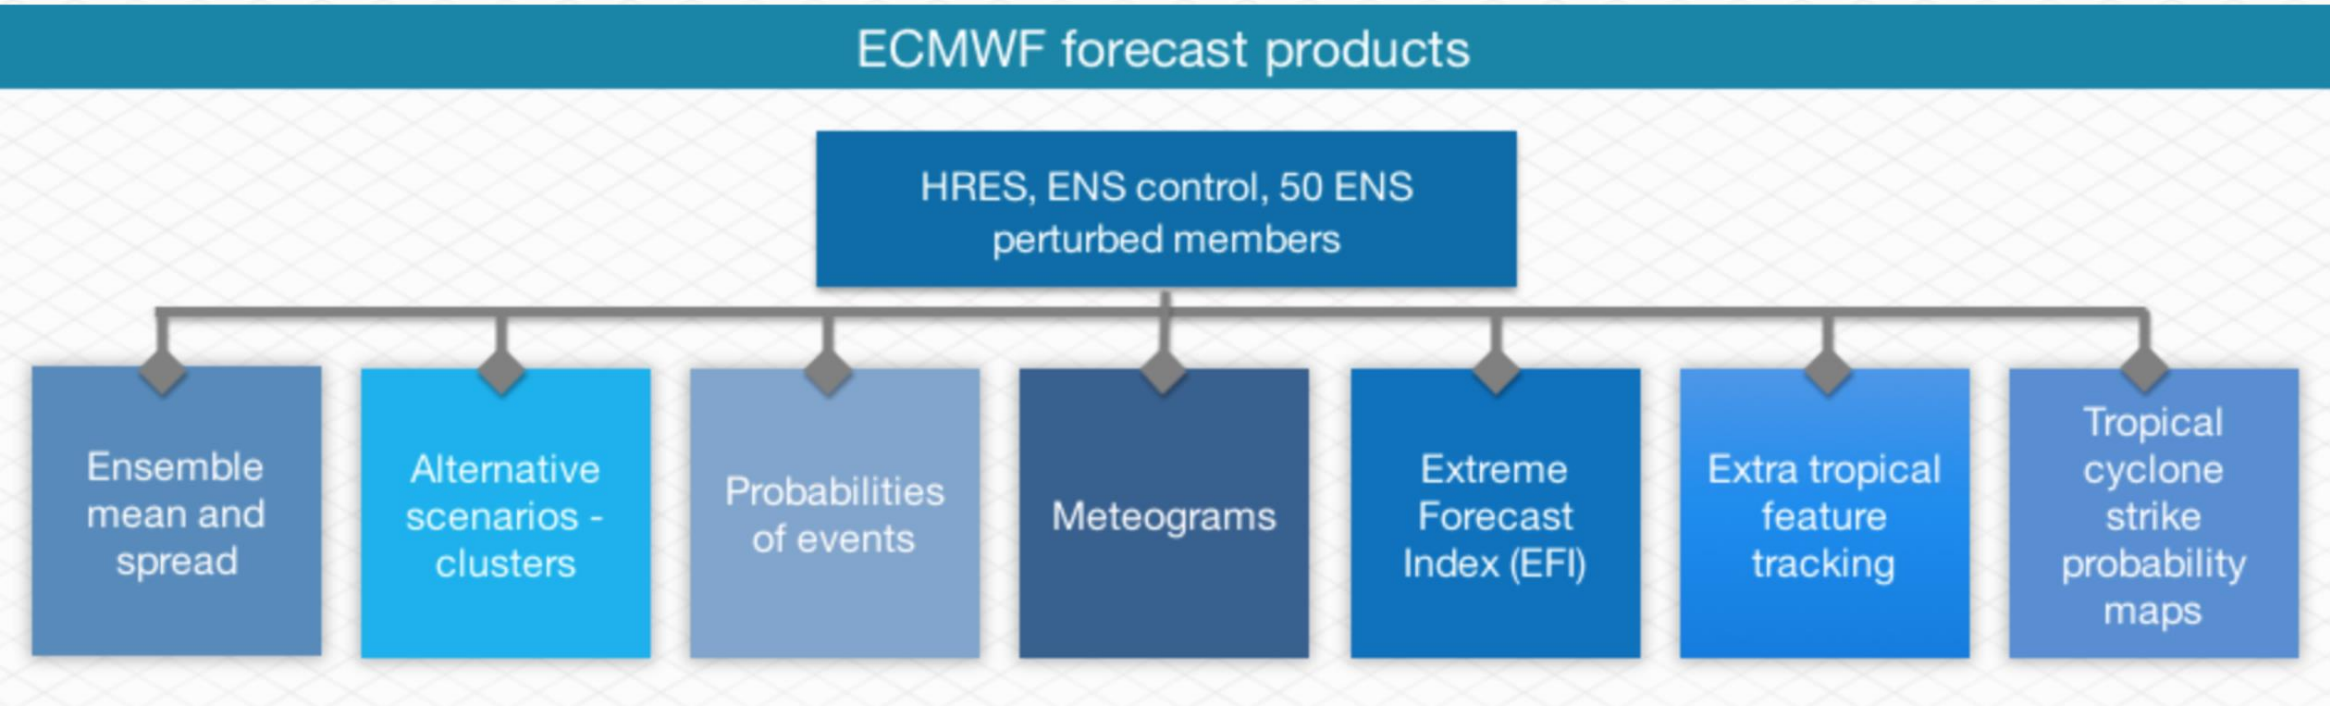 ECMWF forecast products
HRES, ENS control, 50 ENS
perturbed members
Ensemble
mean and
spread
Alternative
scenarios -
clusters
Probabilities
of events
Meteograms
Extreme
Forecast
Index (EFI)
Extra tropical
feature
tracking
Tropical
cyclone
strike
probability
maps